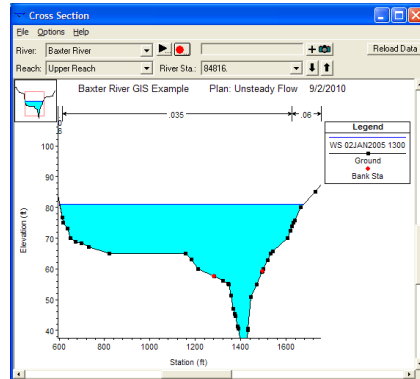 Cross Section
File Options Help
River: Baxter River
Reload Data
Reach: Upper Reach River Sta.: 84816.
Baxter River GIS Example Plan: Unsteady Flow 9/2/2010
.035 .06
Legend
WS 02JAN2005 1300
Ground
Bank Sta
Elevation (ft)
100
90
80
70
60
50
40
600 800 1000 1200 1400 1600
Station (ft)